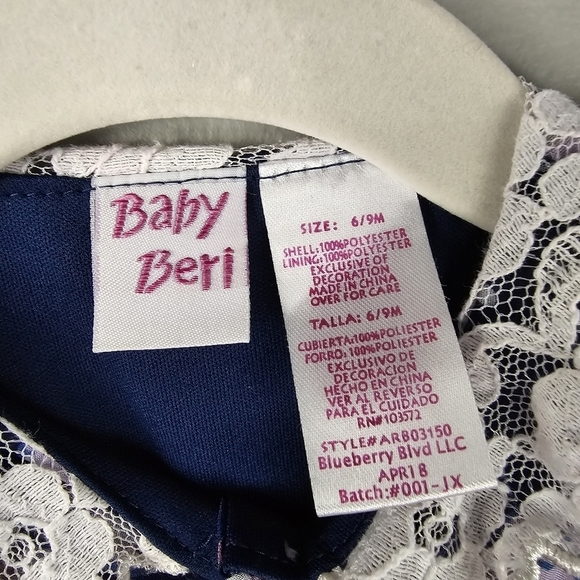 Baby
Beri
SIZE: 6/9M
SHELL:100%POLYESTER
LINING:100%POLYESTER
EXCLUSIVE OF
DECORATION
MADE IN CHINA
OVER FOR CARE
TALLA: 6/9M
CUBIERTA:100%POLIESTER
FORRO:100%POLIESTER
EXCLUSIVO DE
DECORACION
HECHO EN CHINA
VER AL REVERSO
PARA EL CUIDADO
RN#103572
STYLE#ARB03150
Blueberry Blvd LLC
APR18
Batch:#001-JX